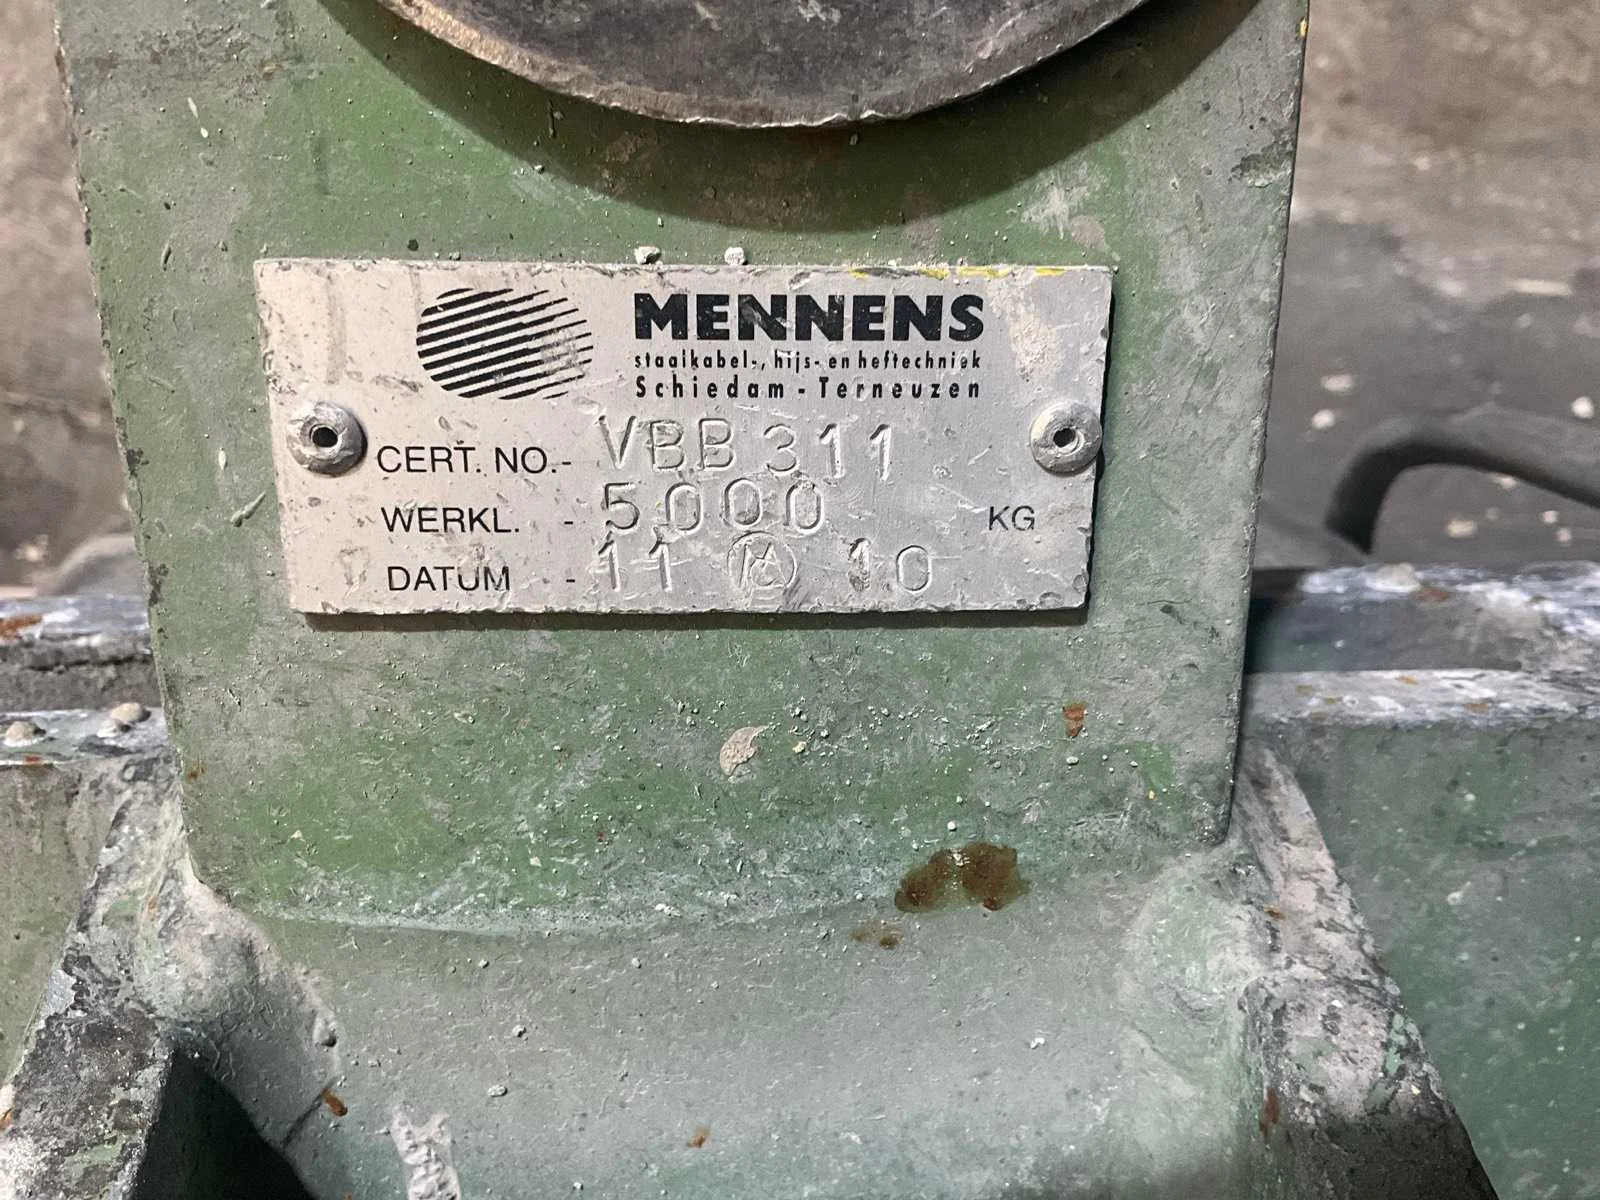 MENNENS
staalkabel-, hijs- en heftechniek
Schiedam - Terneuzen
CERT. NO.- VBB 311
WERKL. - 5000 KG
DATUM - 11 10